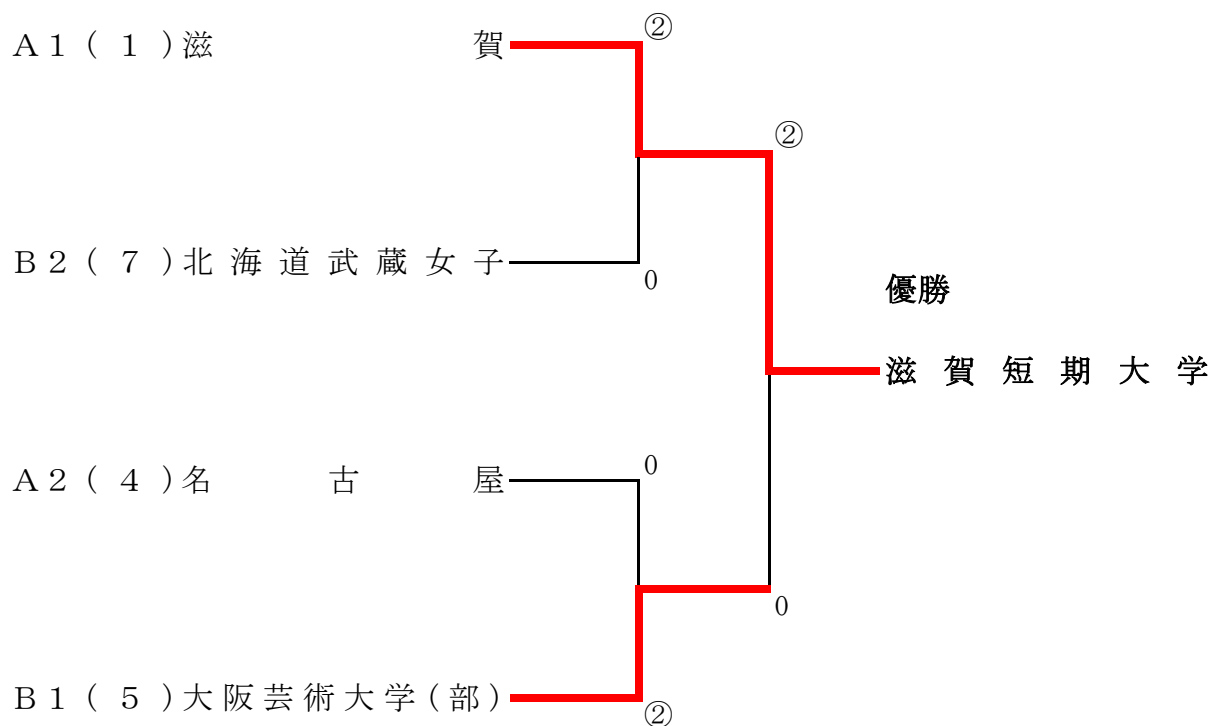 ②
A1(1)滋賀
②
B2(7)北海道武蔵女子
0
優勝
滋賀短期大学
0
A2(4)名古屋
0
B1(5)大阪芸術大学(部)
②